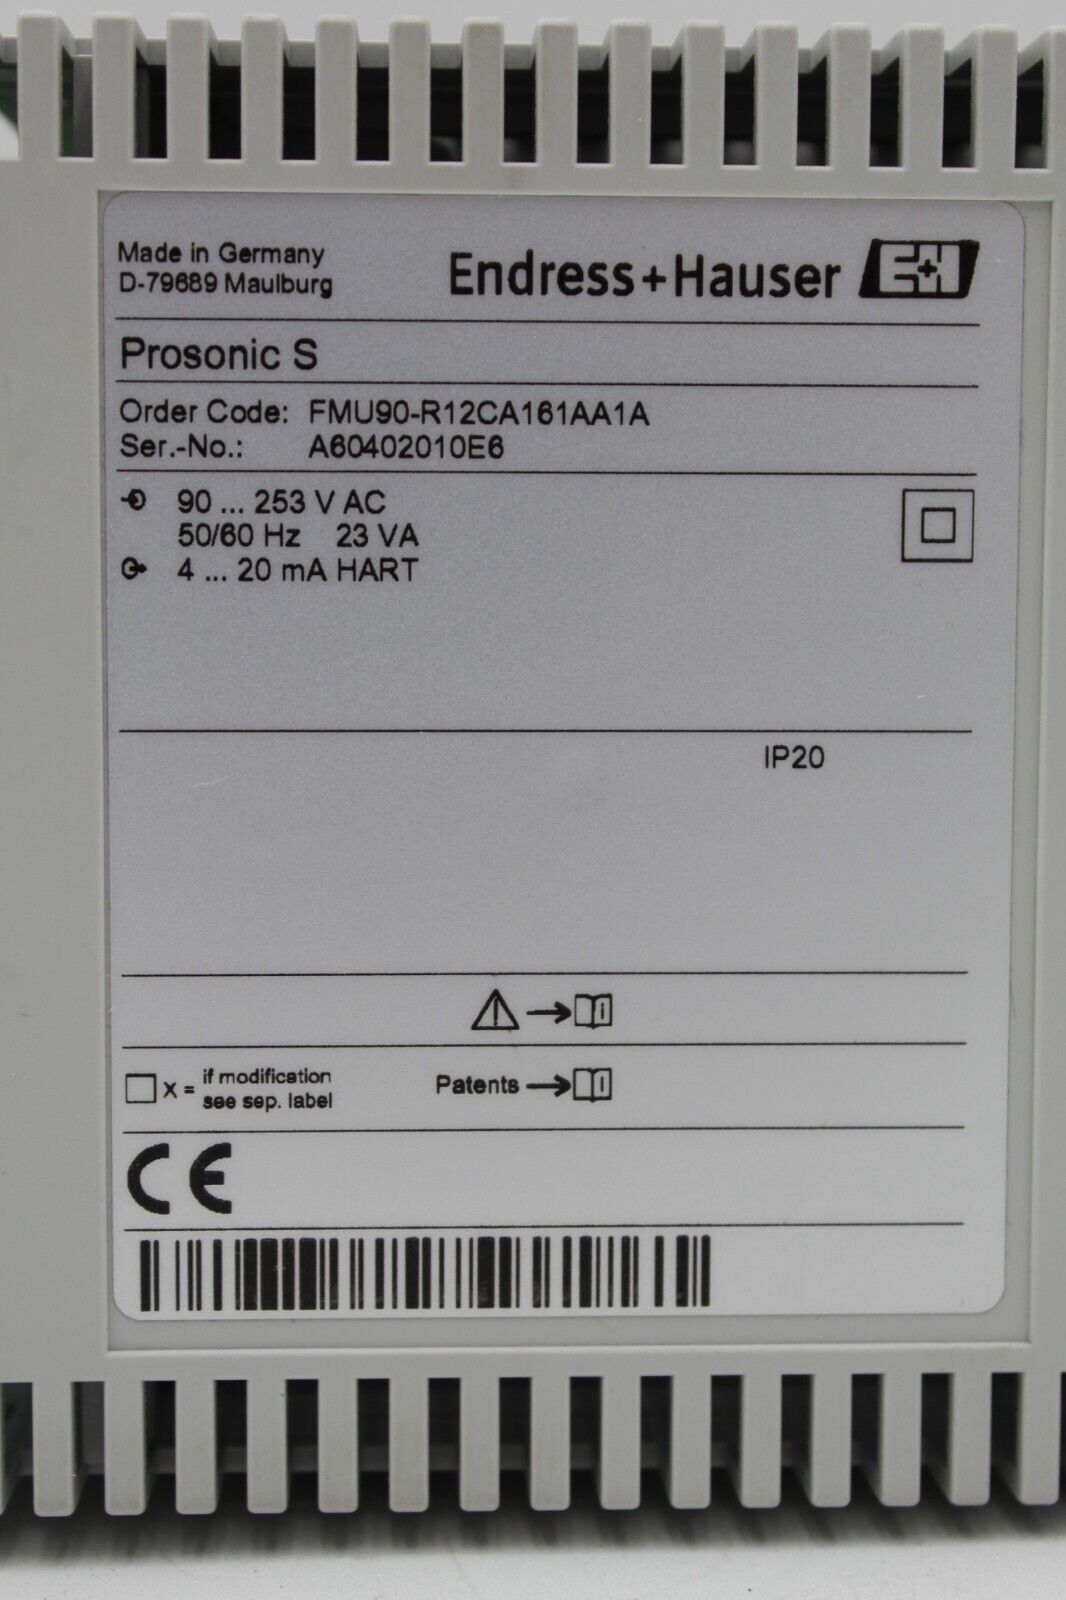 Made in Germany
D-79689 Maulburg
Endress+Hauser E+H
Prosonic S
Order Code: FMU90-R12CA161AA1A
Ser.-No.: A60402010E6
90 ... 253 V AC
50/60 Hz 23 VA
4 ... 20 mA HART
IP20
i
X = if modification
see sep. label
Patents i
CE